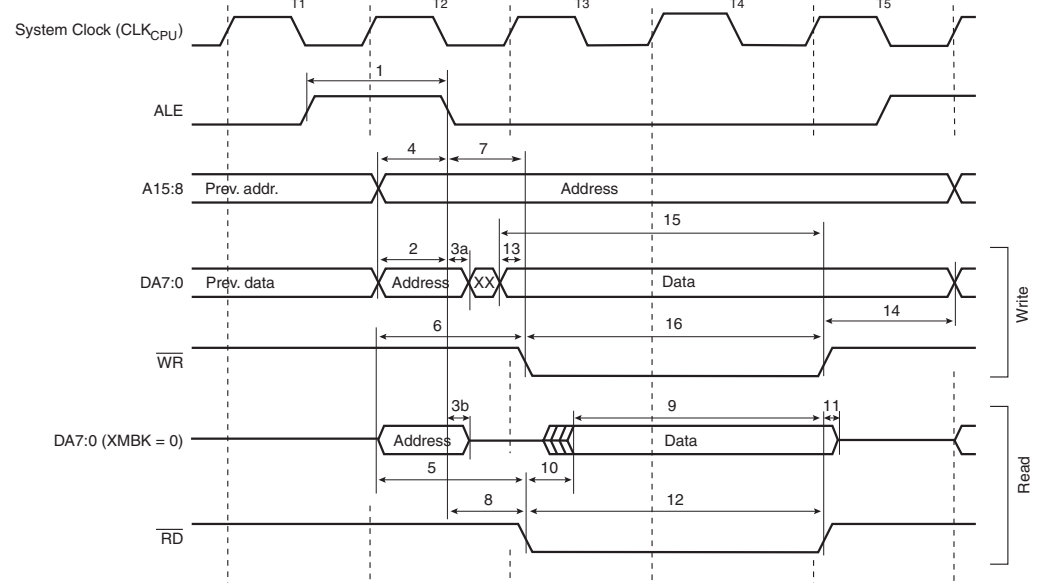 T1 T2 T3 T4 T5
System Clock (CLKCPU)
1
ALE
4 7
A15:8 Prev. addr. Address
15
2 3a 13
DA7:0 Prev. data Address XX Data
14
6 16
WR
Write
3b 9 11
DA7:0 (XMBK = 0) Address Data
5 10
8 12
RD
Read